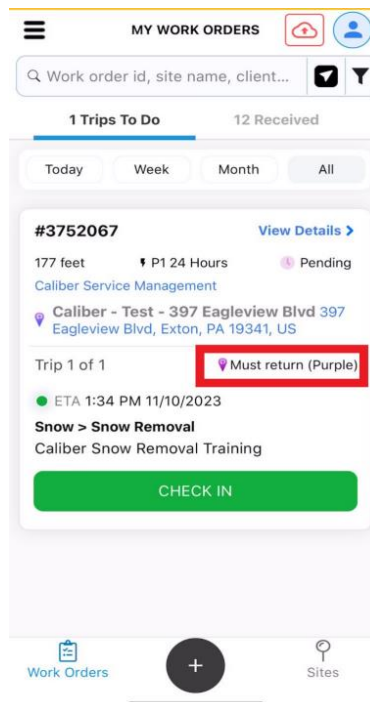 MY WORK ORDERS
Work order id, site name, client...
1 Trips To Do 12 Received
Today Week Month All
#3752067 View Details >
177 feet P1 24 Hours Pending
Caliber Service Management
Caliber - Test - 397 Eagleview Blvd 397
Eagleview Blvd, Exton, PA 19341, US
Trip 1 of 1 Must return (Purple)
ETA 1:34 PM 11/10/2023
Snow > Snow Removal
Caliber Snow Removal Training
CHECK IN
Work Orders + Sites